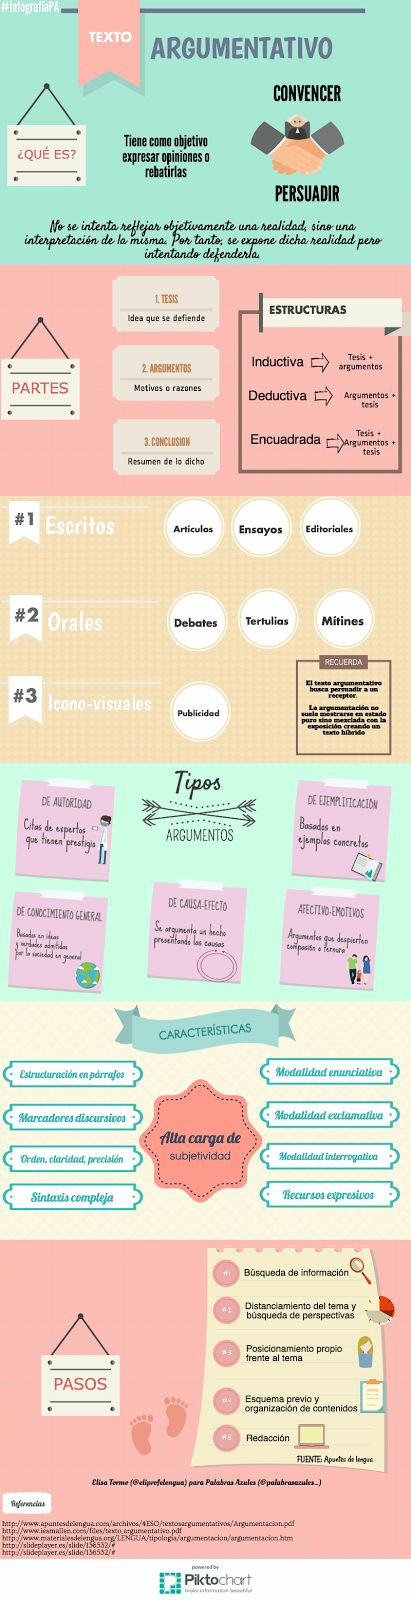 #InfografíaPA
TEXTO
ARGUMENTATIVO
¿QUÉ ES?
Tiene como objetivo
expresar opiniones o
rebatirlas
CONVENCER
PERSUADIR
No se intenta reflejar objetivamente una realidad, sino una
interpretación de la misma. Por tanto, se expone dicha realidad pero
intentando defenderla.
PARTES
1. TESIS
Idea que se defiende
2. ARGUMENTOS
Motivos o razones
3. CONCLUSION
Resumen de lo dicho
ESTRUCTURAS
Inductiva
Tesis +
argumentos
Deductiva
Argumentos +
tesis
Encuadrada
Tesis +
Argumentos +
tesis
#1
Escritos
Artículos
Ensayos
Editoriales
#2
Orales
Debates
Tertulias
Mítines
#3
Icono-visuales
Publicidad
RECUERDA
El texto argumentativo
busca persuadir a un
receptor.
La argumentación no
suele mostrarse en estado
puro sino mezclada con la
exposición creando un
texto híbrido
Tipos
ARGUMENTOS
DE AUTORIDAD
Citas de expertos
que tienen prestigio
DE EJEMPLIFICACIÓN
Basados en
ejemplos concretos
DE CONOCIMIENTO GENERAL
Basados en ideas
y verdades admitidas
por la sociedad en general
DE CAUSA-EFECTO
Se argumenta un hecho
presentando las causas
AFECTIVO-EMOTIVOS
Argumentos que despierten
compasión o ternura
CARACTERÍSTICAS
Estructuración en párrafos
Marcadores discursivos
Orden, claridad, precisión
Sintaxis compleja
Alta carga de
subjetividad
Modalidad enunciativa
Modalidad exclamativa
Modalidad interrogativa
Recursos expresivos
PASOS
#1
Búsqueda de información
#2
Distanciamiento del tema y
búsqueda de perspectivas
#3
Posicionamiento propio
frente al tema
#4
Esquema previo y
organización de contenidos
#5
Redacción
FUENTE: Apuntes de lengua
Elisa Torme (@eliprofelengua) para Palabras Azules (@palabrasazules_)
Referencias
http://www.apuntesdelengua.com/archivos/4ESO/textosargumentativos/Argumentacion.pdf
http://www.iesmallen.com/files/texto_argumentativo.pdf
http://www.materialesdelengua.org/LENGUA/tipologia/argumentacion/argumentacion.htm
http://slideplayer.es/slide/136532/#
http://slideplayer.es/slide/136532/#
powered by
Piktochart
make information beautiful